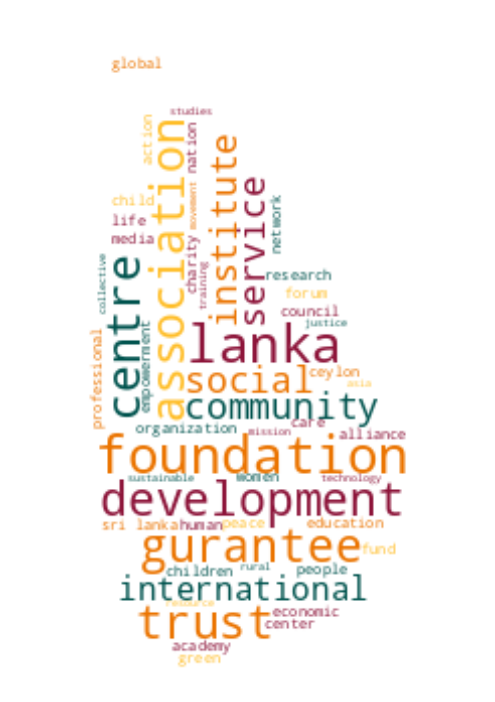 global
studies
action
association
nation
institute
movement
service
child
life
media
charity
training
network
collective
centre
research
forum
council
justice
professional
empowerment
lanka
social
ceylon
asia
community
organization
mission
care
alliance
foundation
sustainable
women
technology
development
sri lanka
human
peace
education
gurantee
fund
children
rural
people
international
resource
trust
economic
center
academy
green